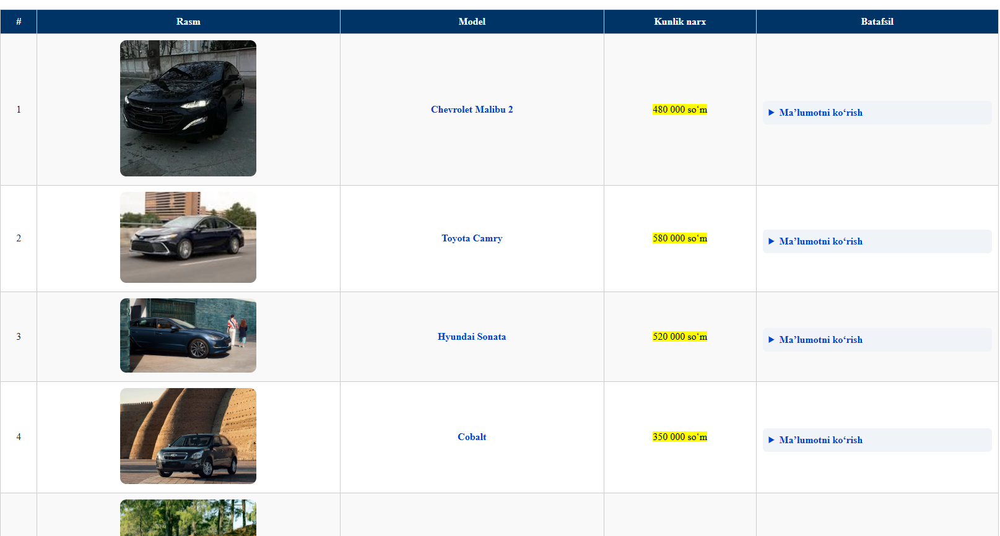 # Rasm Model Kunlik narx Batafsil
1 Chevrolet Malibu 2 480 000 so‘m ▶ Ma’lumotni ko‘rish
2 Toyota Camry 580 000 so‘m ▶ Ma’lumotni ko‘rish
3 Hyundai Sonata 520 000 so‘m ▶ Ma’lumotni ko‘rish
4 Cobalt 350 000 so‘m ▶ Ma’lumotni ko‘rish